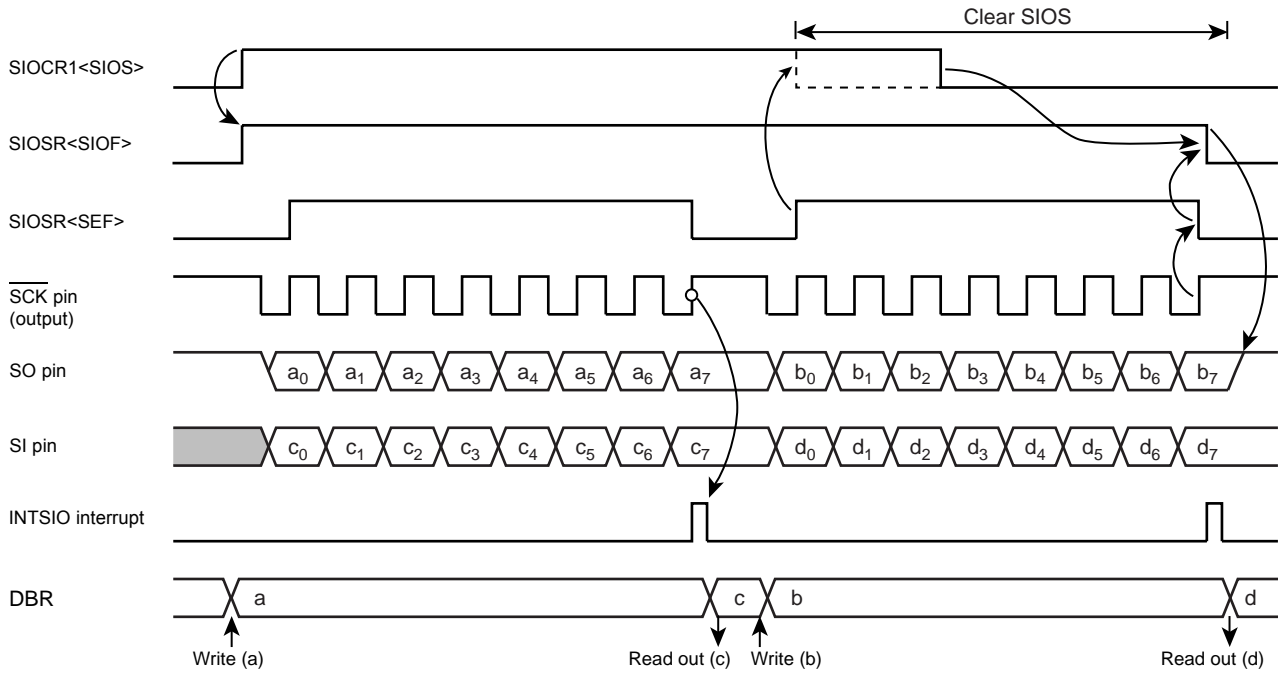 Clear SIOS
SIOCR1<SIOS>
SIOSR<SIOF>
SIOSR<SEF>
SCK pin
(output)
SO pin
a0 a1 a2 a3 a4 a5 a6 a7 b0 b1 b2 b3 b4 b5 b6 b7
SI pin
c0 c1 c2 c3 c4 c5 c6 c7 d0 d1 d2 d3 d4 d5 d6 d7
INTSIO interrupt
DBR
a c b d
Write (a) Read out (c) Write (b) Read out (d)